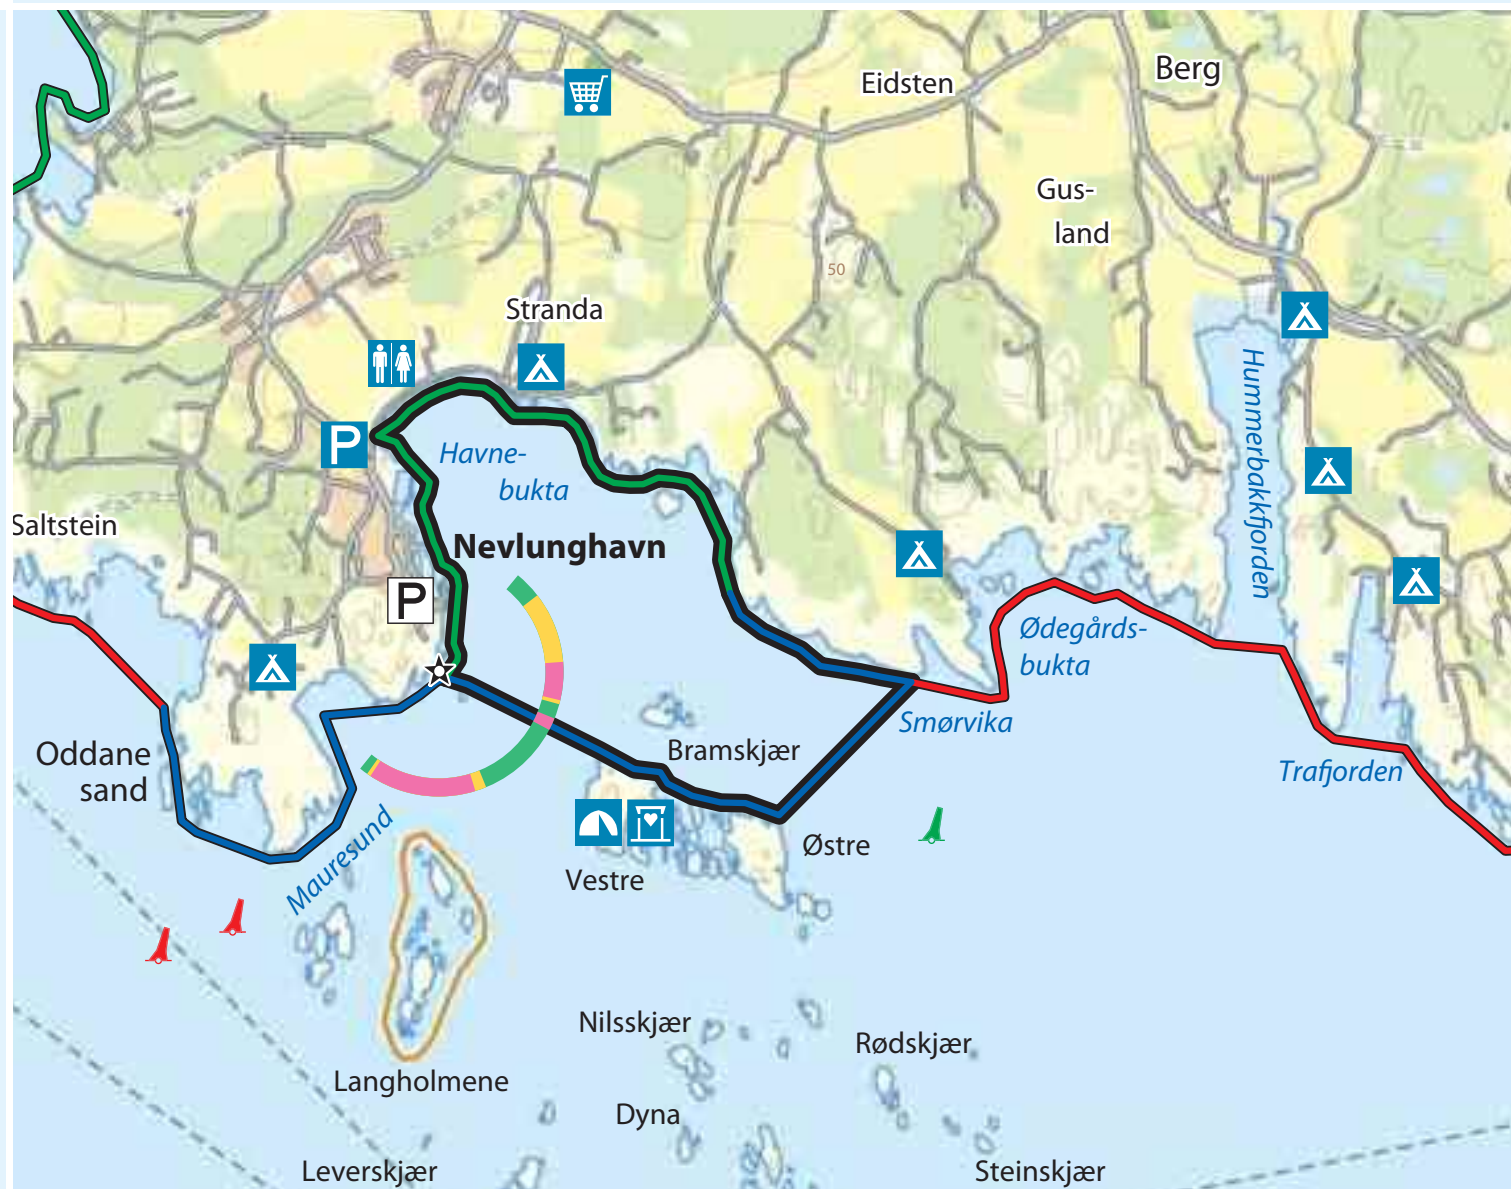 Berg
Eidsten
Gus-
land
50
Stranda
Hummerbakkfjorden
P
Havne-
bukta
Saltstein
Nevlunghavn
P
Ødegårds-
bukta
Smørvika
Oddane
sand
Bramskjær
Trafjorden
Mauresund
Østre
Vestre
Nilsskjær
Rødskjær
Langholmene
Dyna
Leverskjær
Steinskjær